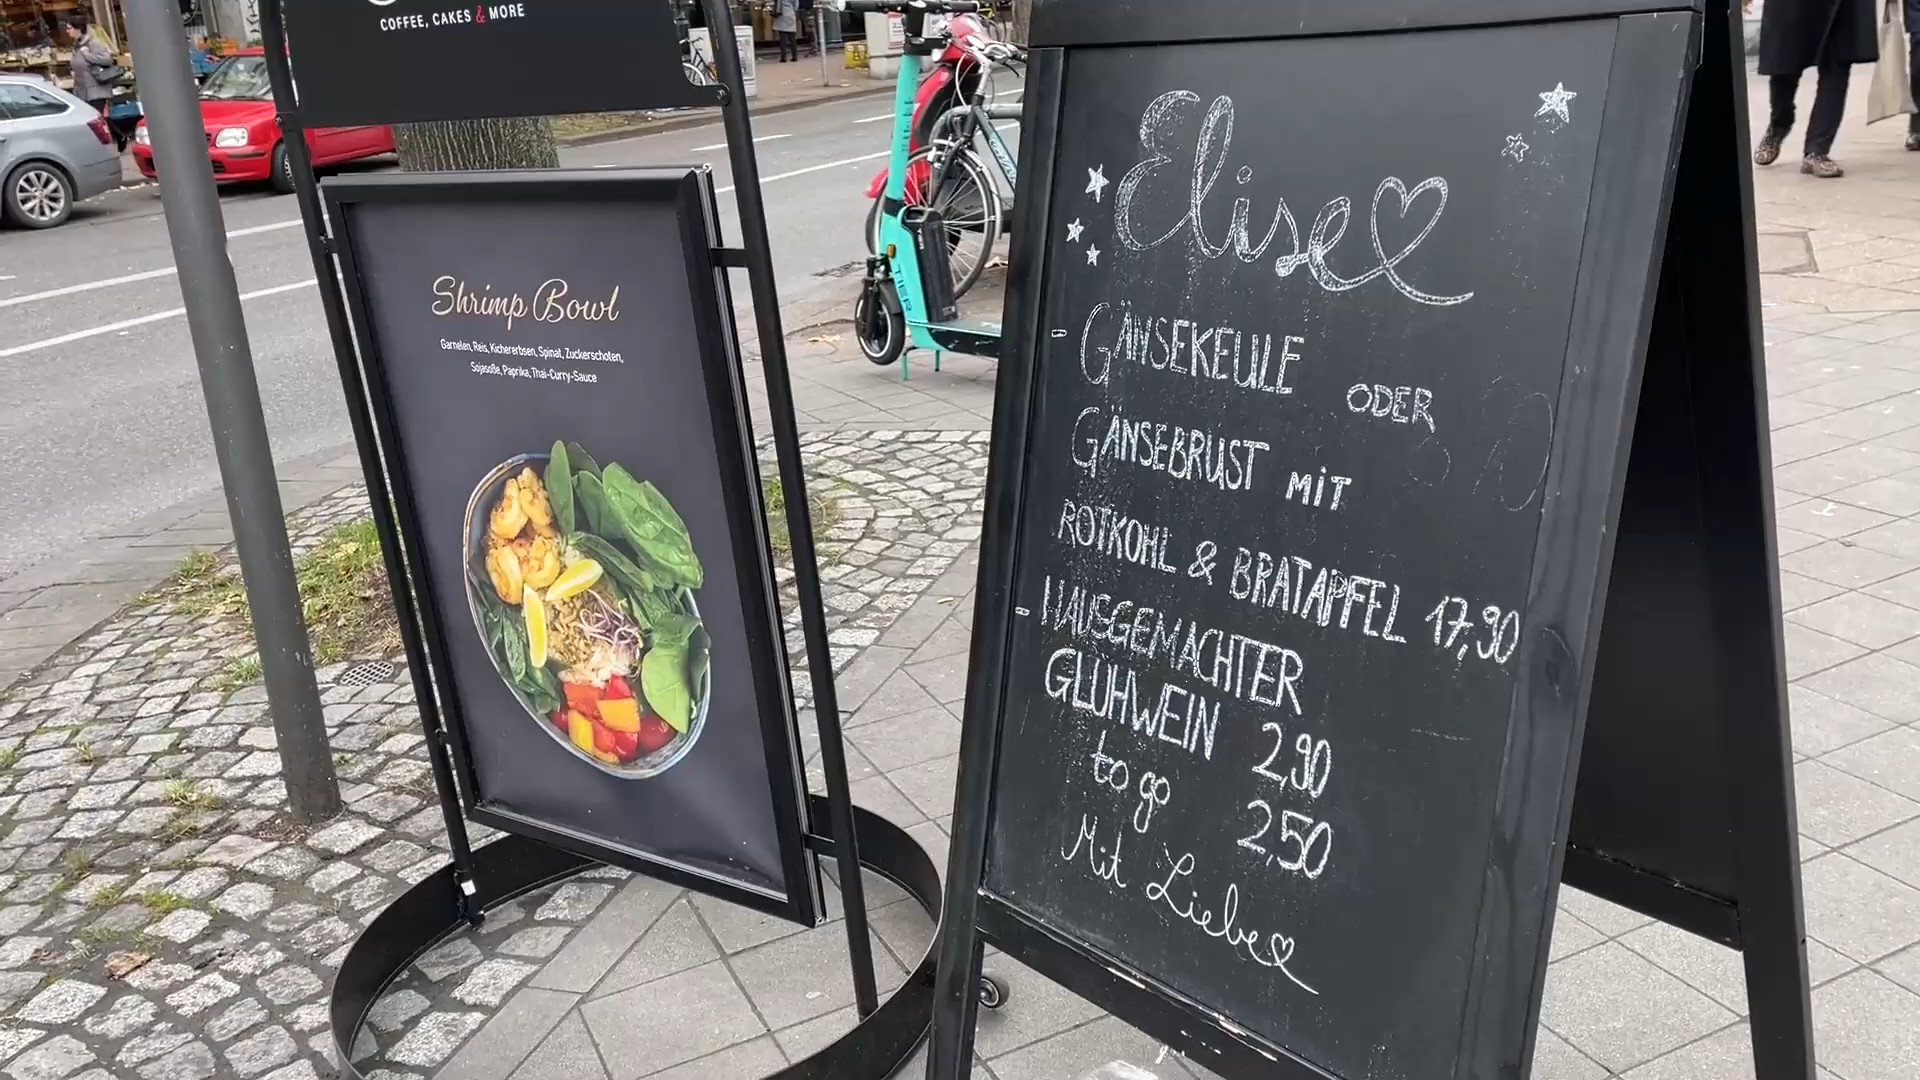 COFFEE, CAKES & MORE
Shrimp Bowl
Garnelen, Reis, Kichererbsen, Spinat, Zuckerschoten,
Sojasoße, Paprika, Thai-Curry-Sauce
TIER
Elise
- GÄNSEKEULE ODER
GÄNSEBRUST MIT
ROTKOHL & BRATAPFEL 17,90
- HAUSGEMACHTER
GLÜHWEIN 2,90
to go 2,50
Mit Liebe